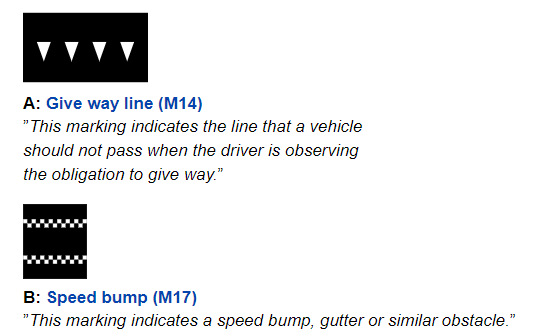 A: Give way line (M14)
”This marking indicates the line that a vehicle
should not pass when the driver is observing
the obligation to give way.”
B: Speed bump (M17)
”This marking indicates a speed bump, gutter or similar obstacle.”